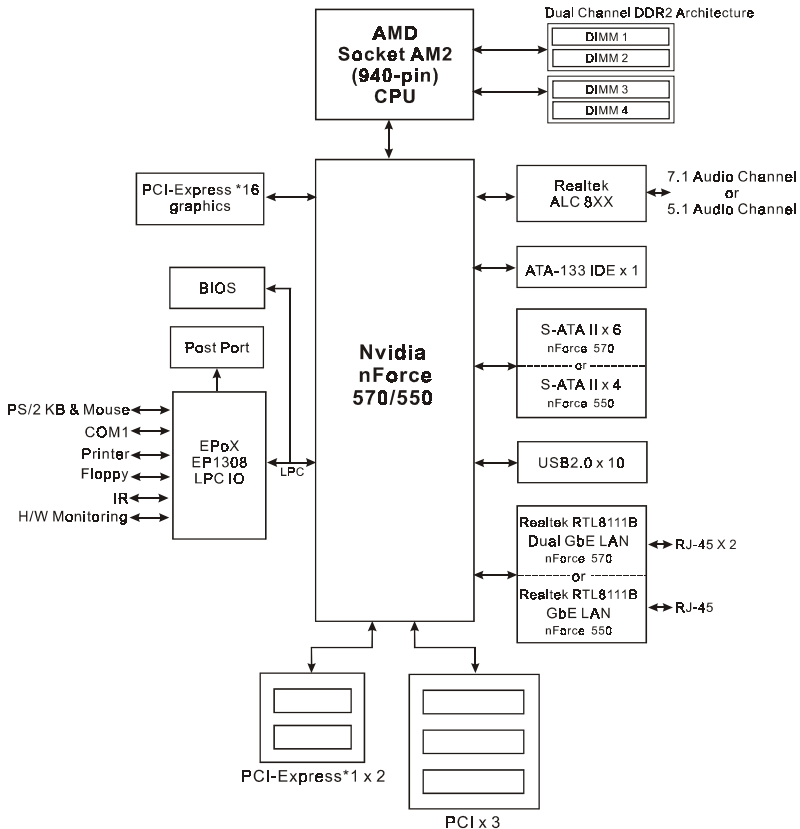 Dual Channel DDR2 Architecture
AMD
Socket AM2
(940-pin)
CPU
DIMM 1
DIMM 2
DIMM 3
DIMM 4
PCI-Express *16
graphics
Realtek
ALC 8XX
7.1 Audio Channel
or
5.1 Audio Channel
BIOS
ATA-133 IDE x 1
Post Port
Nvidia
nForce
570/550
S-ATA II x 6
nForce 570
or
S-ATA II x 4
nForce 550
PS/2 KB & Mouse
COM1
Printer
Floppy
IR
H/W Monitoring
EPoX
EP1308
LPC IO
LPC
USB2.0 x 10
Realtek RTL8111B
Dual GbE LAN
nForce 570
or
Realtek RTL8111B
GbE LAN
nForce 550
RJ-45 X 2
RJ-45
PCI-Express*1 x 2
PCI x 3